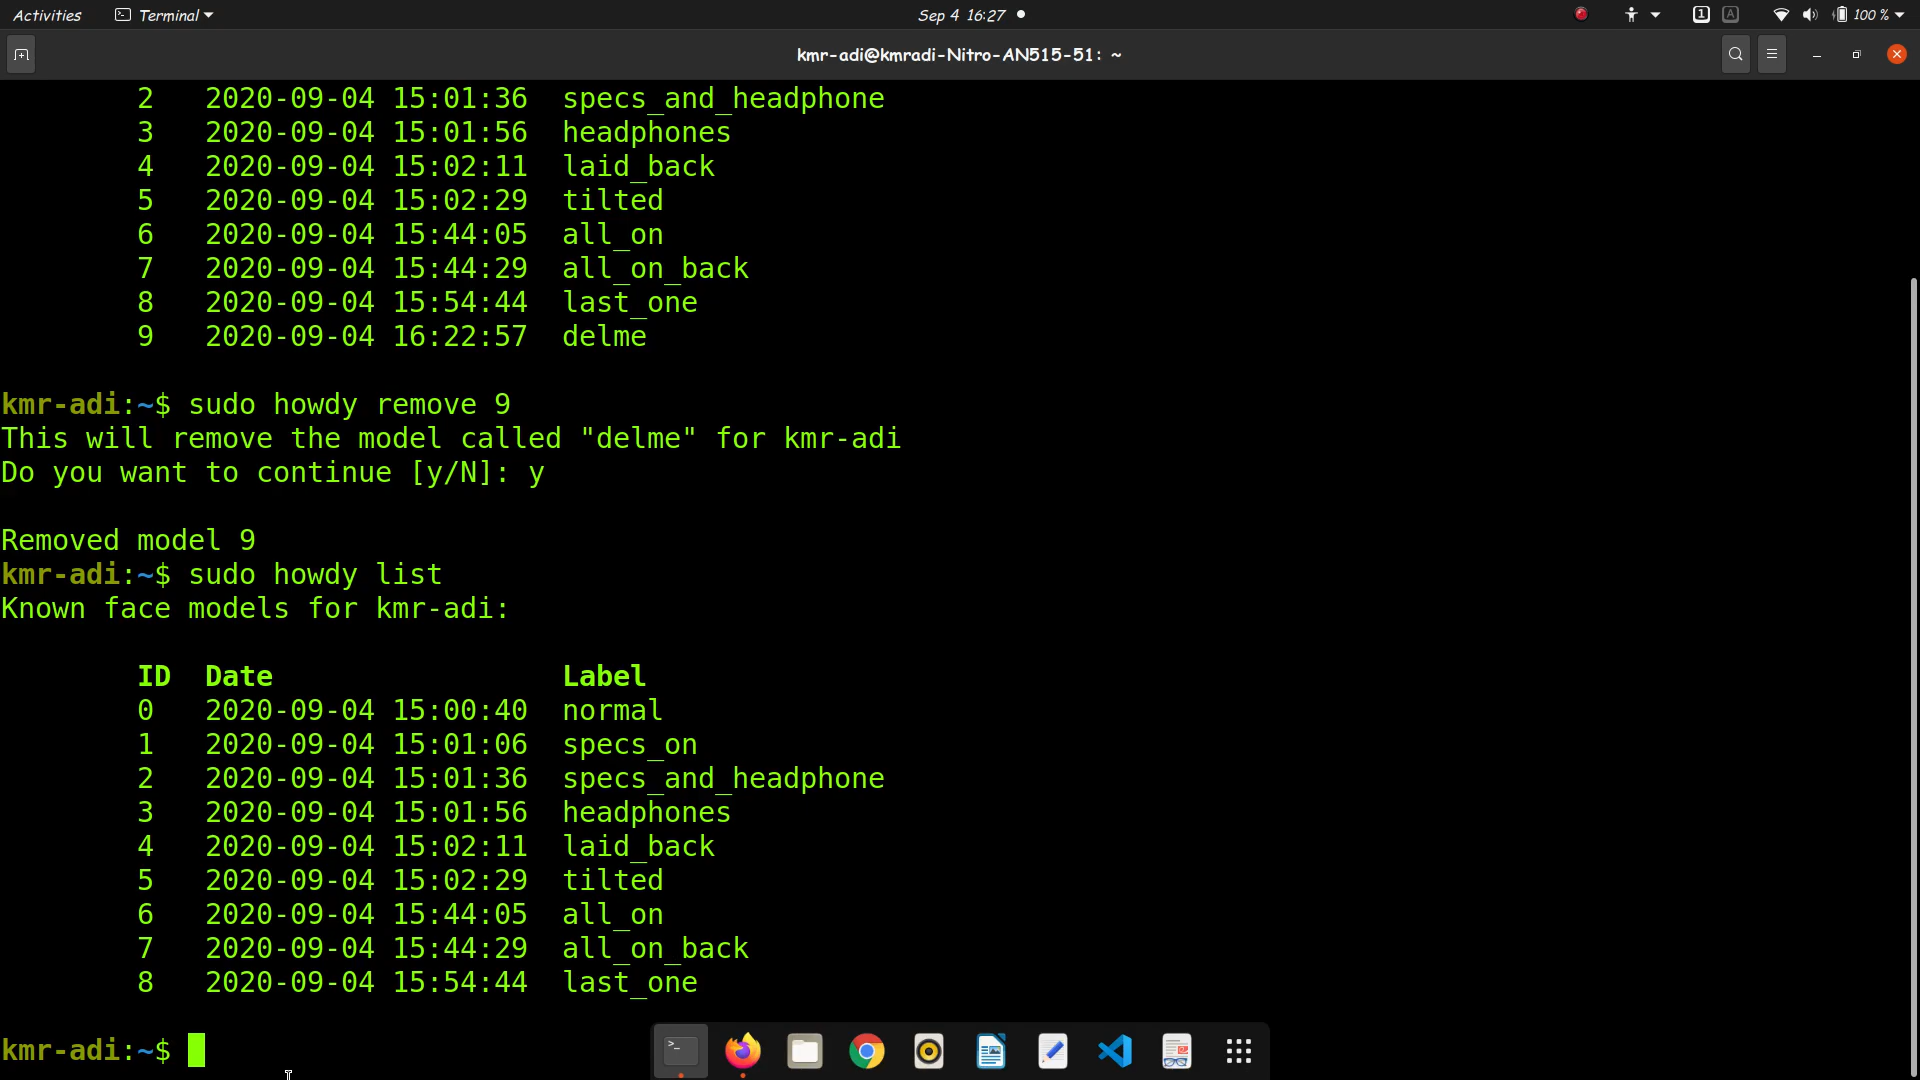 Activities Terminal Sep 4 16:27 1 A 100 %
kmr-adi@kmradi-Nitro-AN515-51: ~
2 2020-09-04 15:01:36 specs_and_headphone
3 2020-09-04 15:01:56 headphones
4 2020-09-04 15:02:11 laid_back
5 2020-09-04 15:02:29 tilted
6 2020-09-04 15:44:05 all_on
7 2020-09-04 15:44:29 all_on_back
8 2020-09-04 15:54:44 last_one
9 2020-09-04 16:22:57 delme
kmr-adi:~$ sudo howdy remove 9
This will remove the model called "delme" for kmr-adi
Do you want to continue [y/N]: y
Removed model 9
kmr-adi:~$ sudo howdy list
Known face models for kmr-adi:
ID Date Label
0 2020-09-04 15:00:40 normal
1 2020-09-04 15:01:06 specs_on
2 2020-09-04 15:01:36 specs_and_headphone
3 2020-09-04 15:01:56 headphones
4 2020-09-04 15:02:11 laid_back
5 2020-09-04 15:02:29 tilted
6 2020-09-04 15:44:05 all_on
7 2020-09-04 15:44:29 all_on_back
8 2020-09-04 15:54:44 last_one
kmr-adi:~$